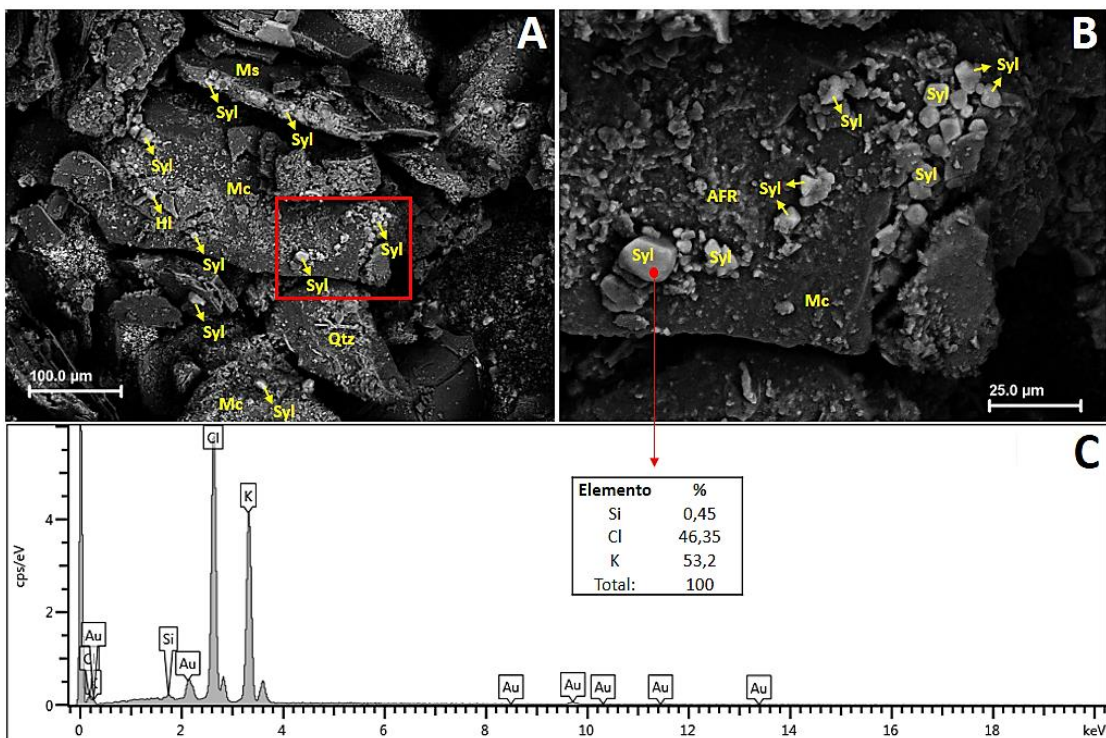 A
Ms
Syl
Syl
Syl
Mc
Hl
Syl
Syl
Syl
Syl
Qtz
Mc
Syl
100.0 µm
B
Syl
Syl
Syl
Syl
Syl
AFR
Syl
Syl
Mc
25.0 µm
C
Elemento %
Si 0,45
Cl 46,35
K 53,2
Total: 100
cps/eV
4
2
0
Au
Si
Au
Cl
K
Au
Au
Au
Au
Au
0 2 4 6 8 10 12 14 16 18 keV